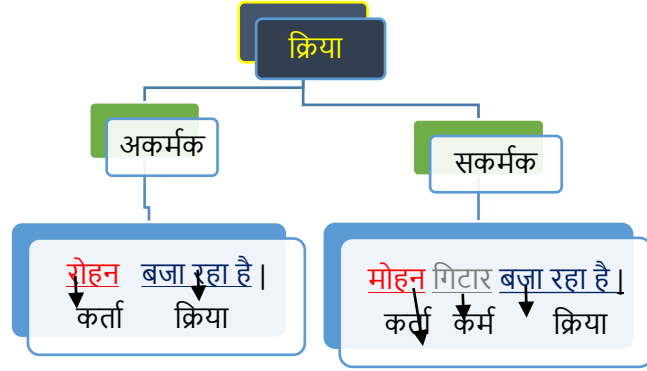 क्रिया
अकर्मक
सकर्मक
रोहन बजा रहा है |
कर्ता क्रिया
मोहन गिटार बजा रहा है |
कर्ता कर्म क्रिया